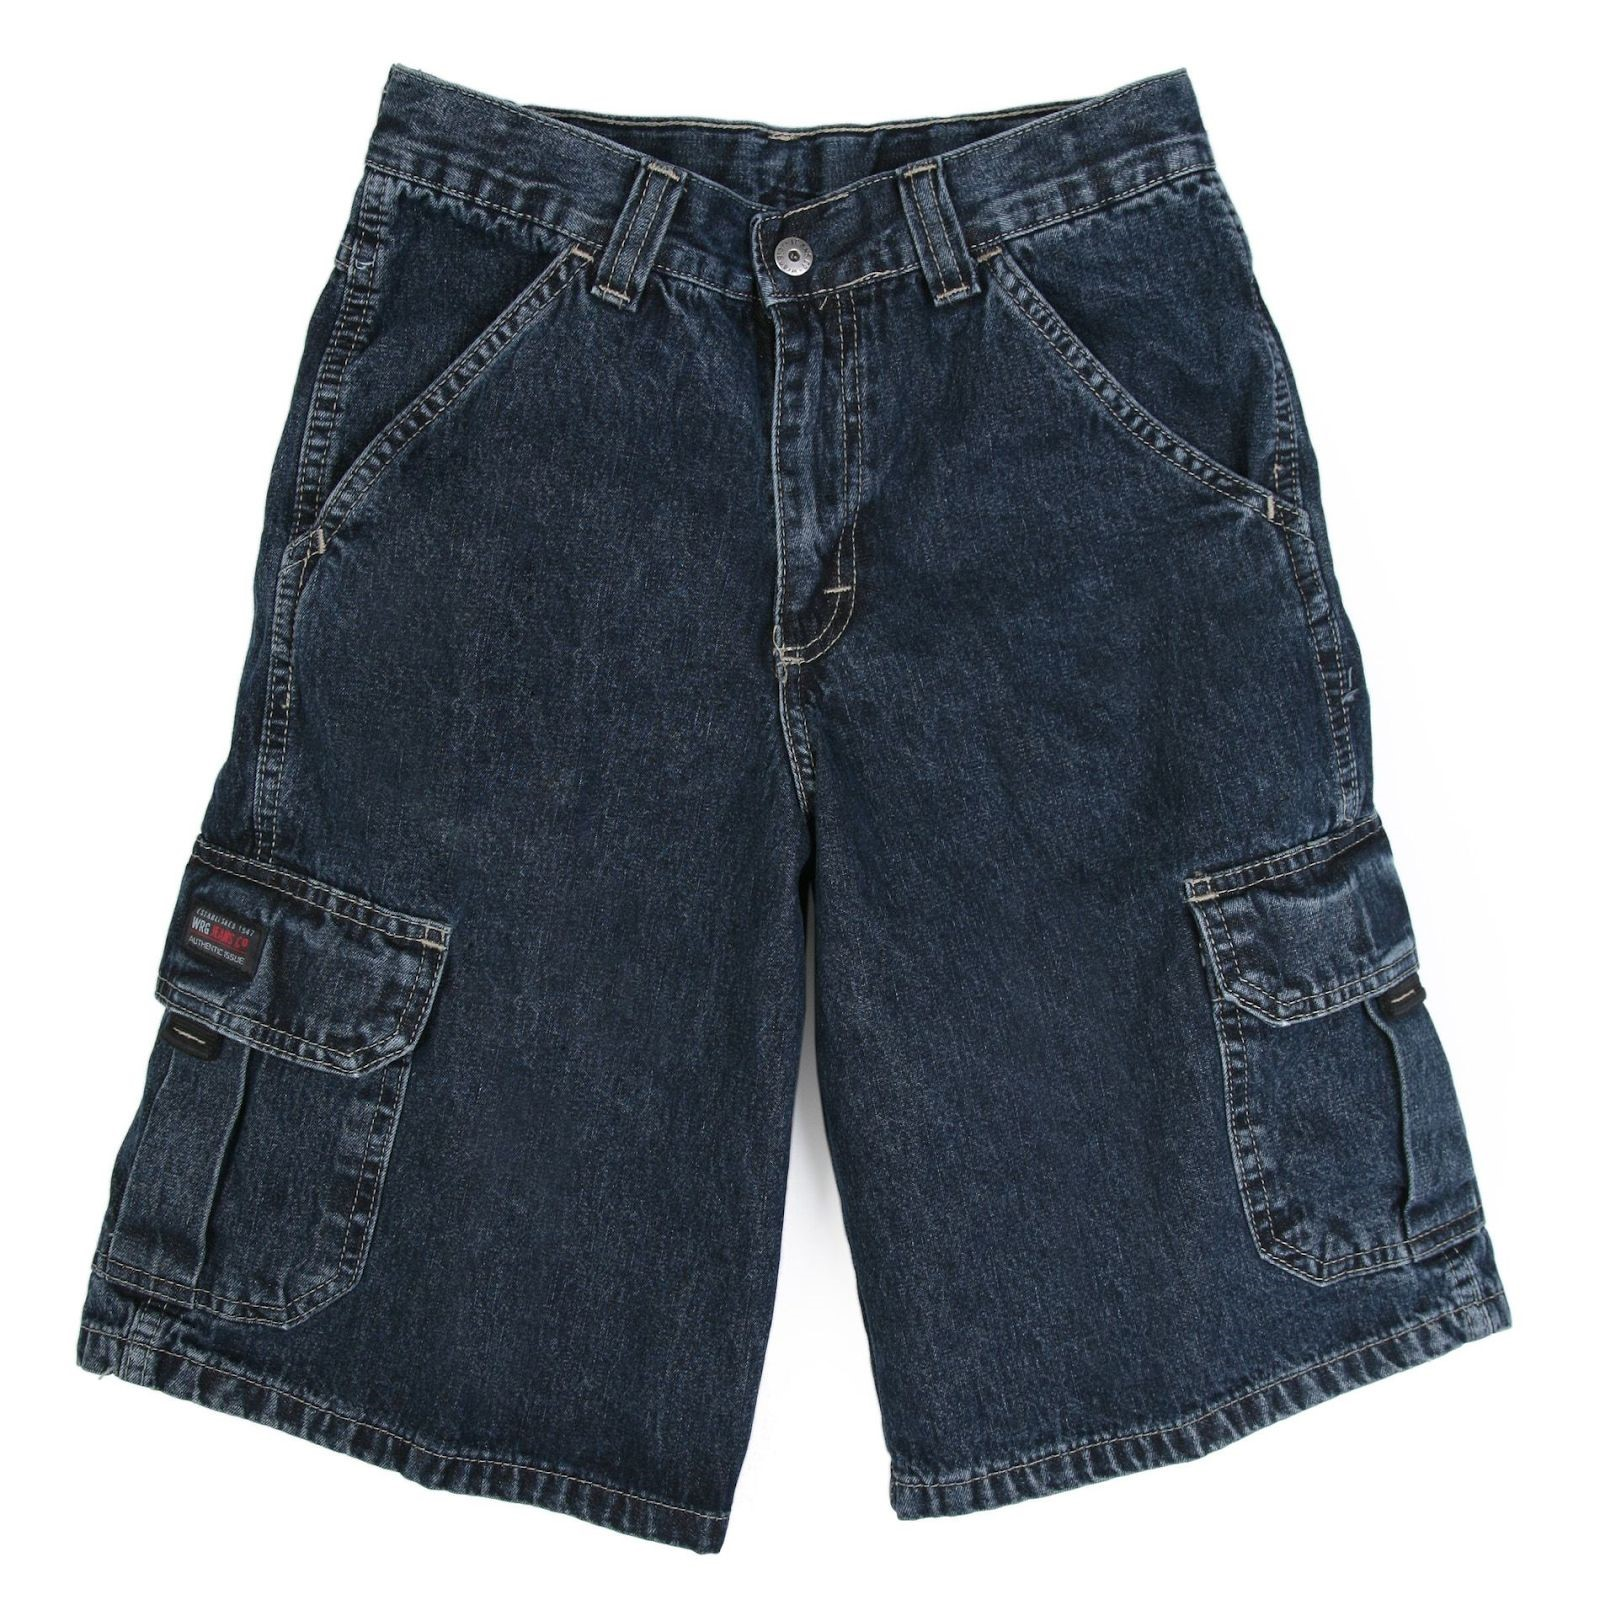 ESTABLISHED 1947
WRG JEANS CO
AUTHENTIC ISSUE